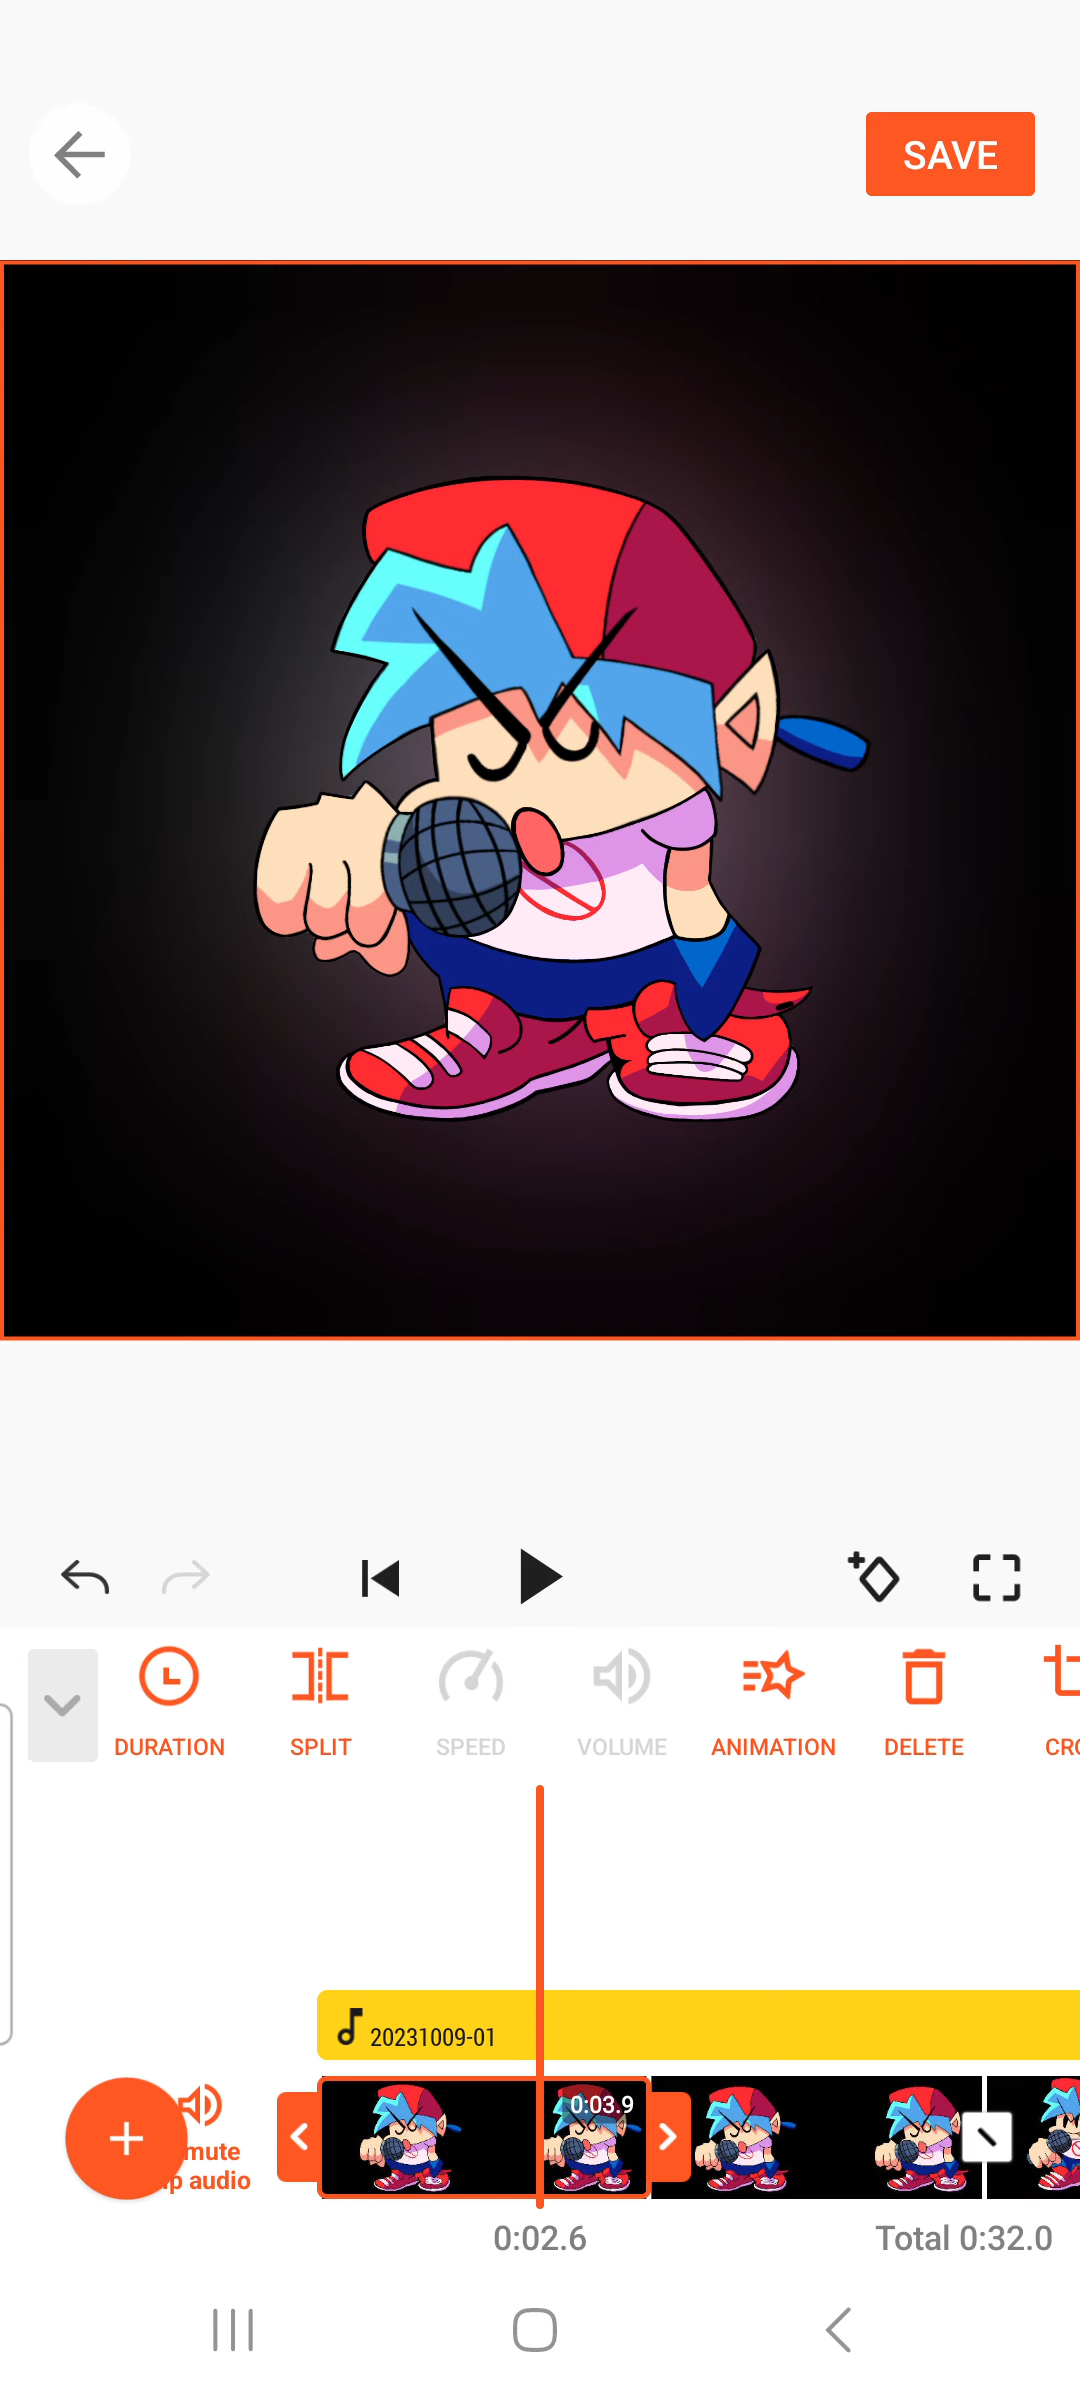 SAVE
DURATION
SPLIT
SPEED
VOLUME
ANIMATION
DELETE
CRO
20231009-01
0:03.9
mute
p audio
0:02.6
Total 0:32.0